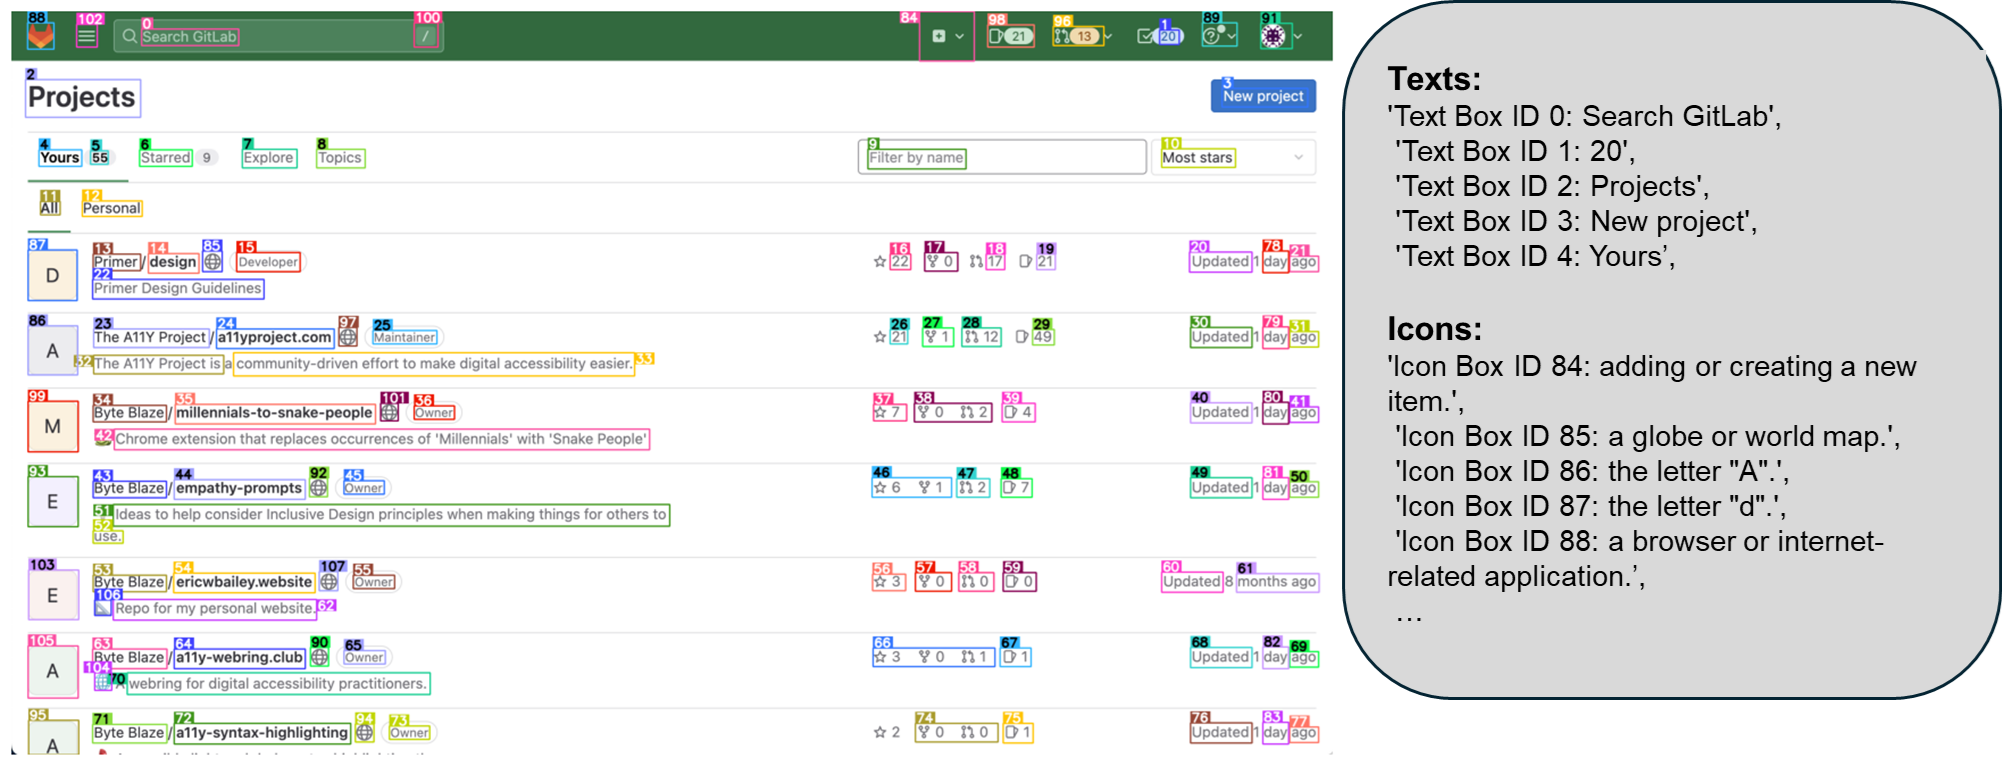 88 102 0 Search GitLab 100 / 84 98 21 96 13 1 20 89 91
2
Projects
3
New project
4 Yours 5 55 6 Starred 9 7 Explore 8 Topics 9 Filter by name 10 Most stars
11 All 12 Personal
87 D 13 Primer / 14 design 85 15 Developer 16 22 17 0 18 17 19 21 20 Updated 1 78 day 21 ago
22 Primer Design Guidelines
86 A 23 The A11Y Project / 24 a11yproject.com 97 25 Maintainer 26 21 27 1 28 12 29 49 30 Updated 1 79 day 31 ago
32 The A11Y Project is a community-driven effort to make digital accessibility easier. 33
99 M 34 Byte Blaze / 35 millennials-to-snake-people 101 36 Owner 37 7 38 0 2 39 4 40 Updated 1 80 day 41 ago
42 Chrome extension that replaces occurrences of 'Millennials' with 'Snake People'
93 E 43 Byte Blaze / 44 empathy-prompts 92 45 Owner 46 6 1 47 2 48 7 49 Updated 1 81 day 50 ago
51 Ideas to help consider Inclusive Design principles when making things for others to
52 use.
103 E 53 Byte Blaze / 54 ericwbailey.website 107 55 Owner 56 3 57 0 58 0 59 0 60 Updated 8 61 months ago
106 Repo for my personal website. 62
105 A 63 Byte Blaze / 64 a11y-webring.club 90 65 Owner 66 3 0 1 67 1 68 Updated 1 82 day 69 ago
104 70 webring for digital accessibility practitioners.
95 A 71 Byte Blaze / 72 a11y-syntax-highlighting 94 73 Owner 2 74 0 0 75 1 76 Updated 1 83 day 77 ago
Texts:
'Text Box ID 0: Search GitLab',
'Text Box ID 1: 20',
'Text Box ID 2: Projects',
'Text Box ID 3: New project',
'Text Box ID 4: Yours’,
Icons:
'Icon Box ID 84: adding or creating a new
item.',
'Icon Box ID 85: a globe or world map.',
'Icon Box ID 86: the letter "A".',
'Icon Box ID 87: the letter "d".',
'Icon Box ID 88: a browser or internet-
related application.’,
…